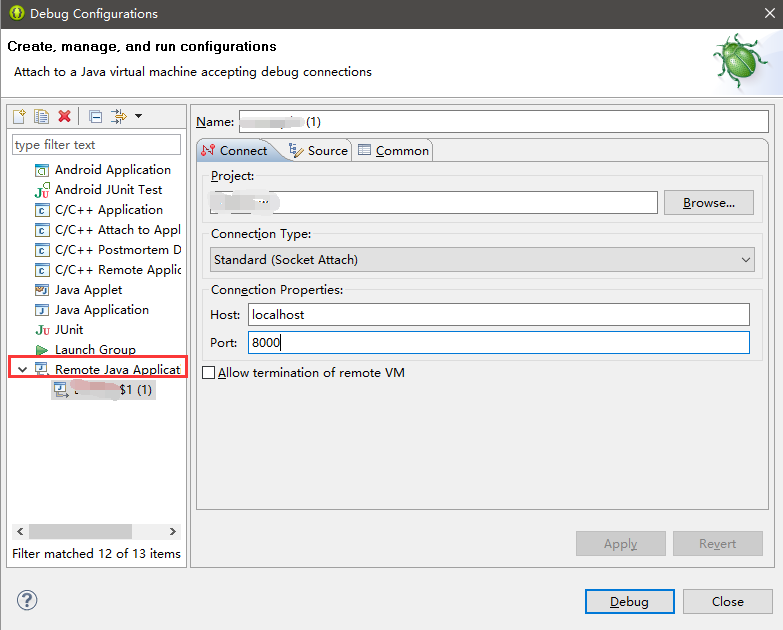 Debug Configurations
Create, manage, and run configurations
Attach to a Java virtual machine accepting debug connections
type filter text
Android Application
Android JUnit Test
C/C++ Application
C/C++ Attach to Appl
C/C++ Postmortem D
C/C++ Remote Applic
Java Applet
Java Application
JUnit
Launch Group
Remote Java Applicat
$1 (1)
Filter matched 12 of 13 items
Name: (1)
Connect Source Common
Project:
Browse...
Connection Type:
Standard (Socket Attach)
Connection Properties:
Host: localhost
Port: 8000
Allow termination of remote VM
Apply Revert
Debug Close